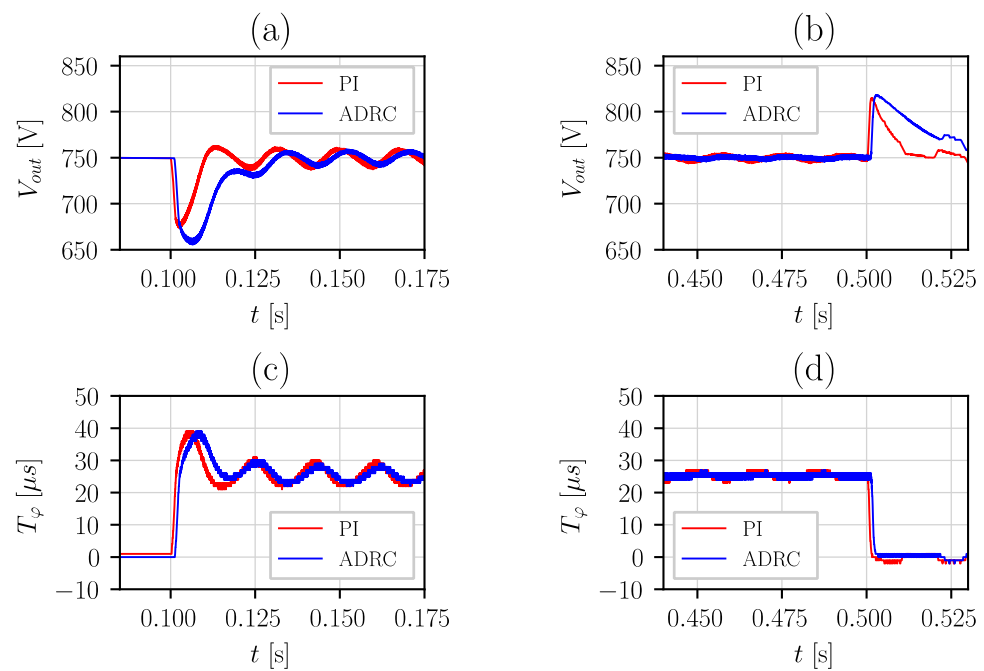 (a)
850
800
750
700
650
V_out [V]
PI
ADRC
0.100 0.125 0.150 0.175
t [s]
(b)
850
800
750
700
650
V_out [V]
PI
ADRC
0.450 0.475 0.500 0.525
t [s]
(c)
50
40
30
20
10
0
−10
T_φ [μs]
PI
ADRC
0.100 0.125 0.150 0.175
t [s]
(d)
50
40
30
20
10
0
−10
T_φ [μs]
PI
ADRC
0.450 0.475 0.500 0.525
t [s]